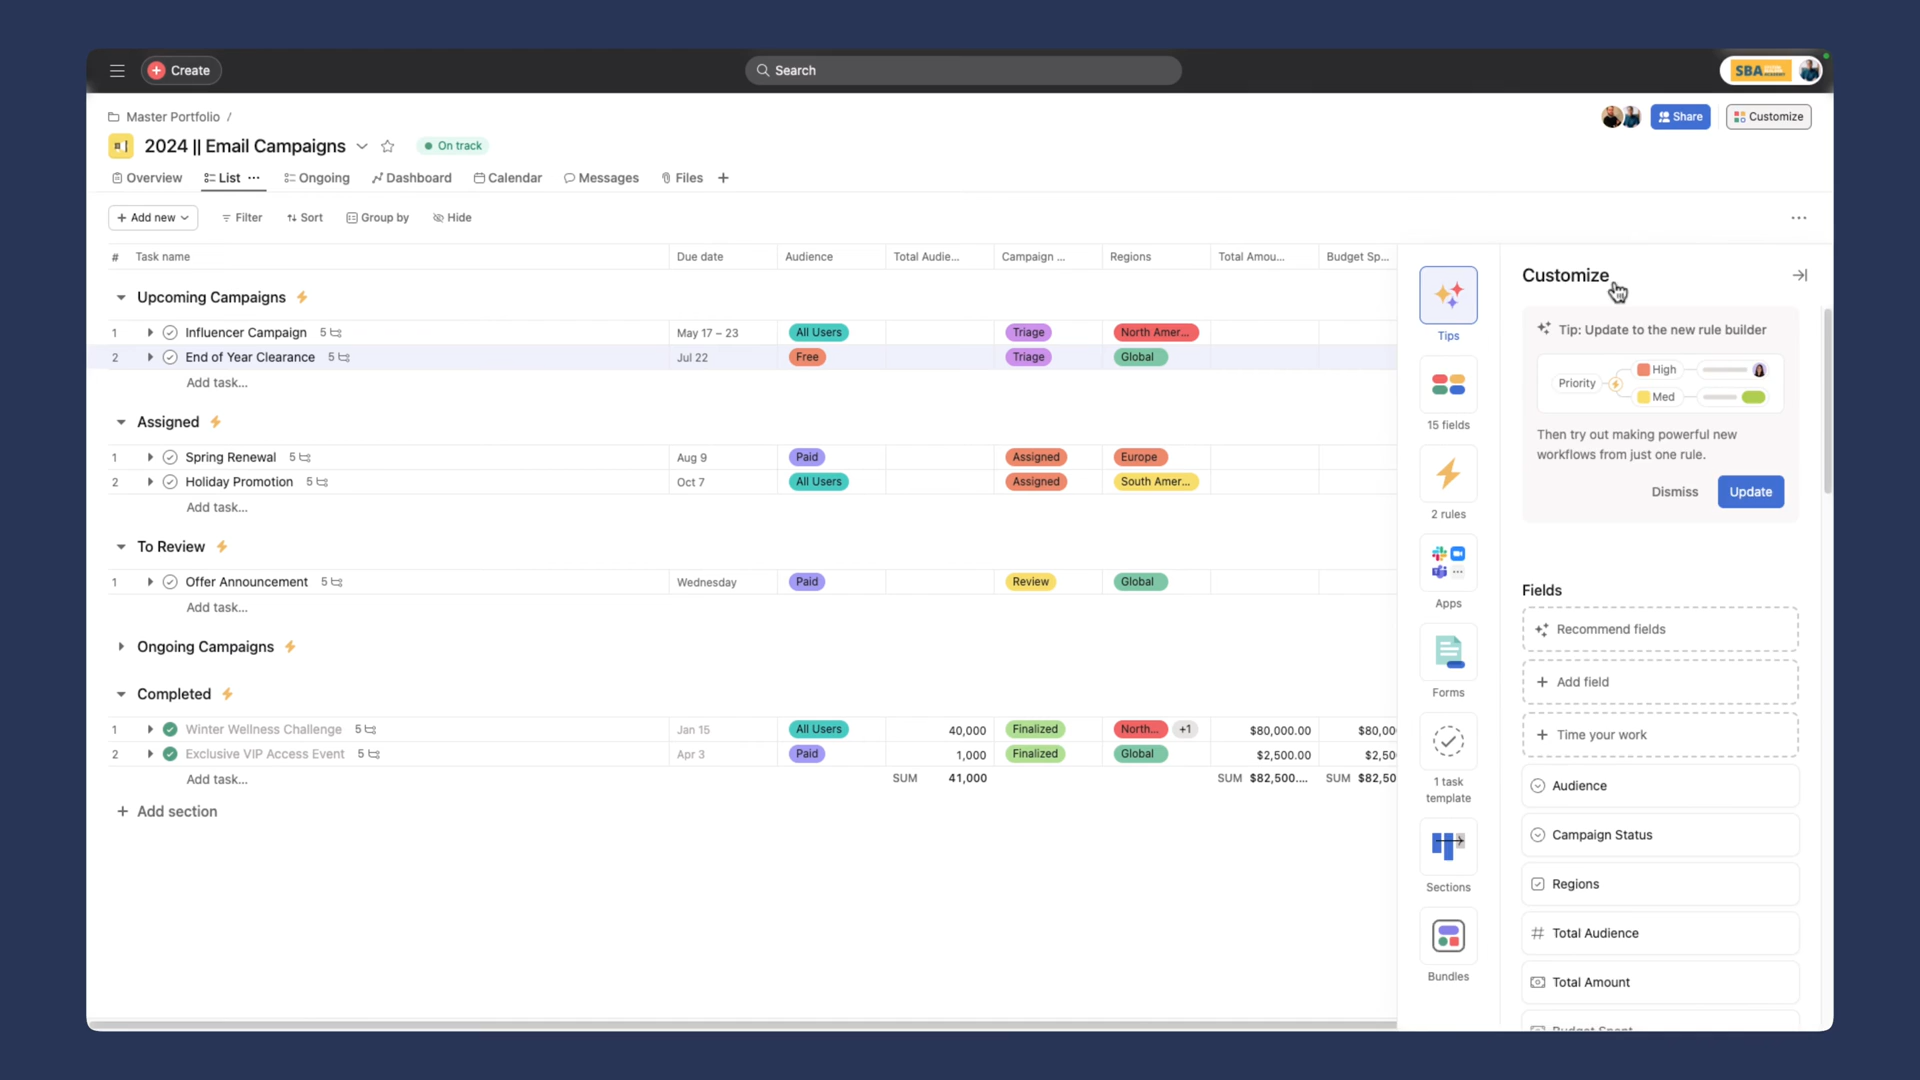 Create
Search
SBA
Master Portfolio /
Share
Customize
2024 || Email Campaigns
On track
Overview
List
Ongoing
Dashboard
Calendar
Messages
Files
+ Add new
Filter
Sort
Group by
Hide
# Task name Due date Audience Total Audie... Campaign ... Regions Total Amou... Budget Sp...
Upcoming Campaigns
1 Influencer Campaign 5 May 17 – 23 All Users Triage North Amer...
2 End of Year Clearance 5 Jul 22 Free Triage Global
Add task...
Assigned
1 Spring Renewal 5 Aug 9 Paid Assigned Europe
2 Holiday Promotion 5 Oct 7 All Users Assigned South Amer...
Add task...
To Review
1 Offer Announcement 5 Wednesday Paid Review Global
Add task...
Ongoing Campaigns
Completed
1 Winter Wellness Challenge 5 Jan 15 All Users 40,000 Finalized North... +1 $80,000.00 $80,00
2 Exclusive VIP Access Event 5 Apr 3 Paid 1,000 Finalized Global $2,500.00 $2,50
Add task... SUM 41,000 SUM $82,500.... SUM $82,50
+ Add section
Tips
15 fields
2 rules
Apps
Forms
1 task
template
Sections
Bundles
Customize
Tip: Update to the new rule builder
Priority
High
Med
Then try out making powerful new
workflows from just one rule.
Dismiss
Update
Fields
Recommend fields
+ Add field
+ Time your work
Audience
Campaign Status
Regions
# Total Audience
Total Amount
Budget Spent